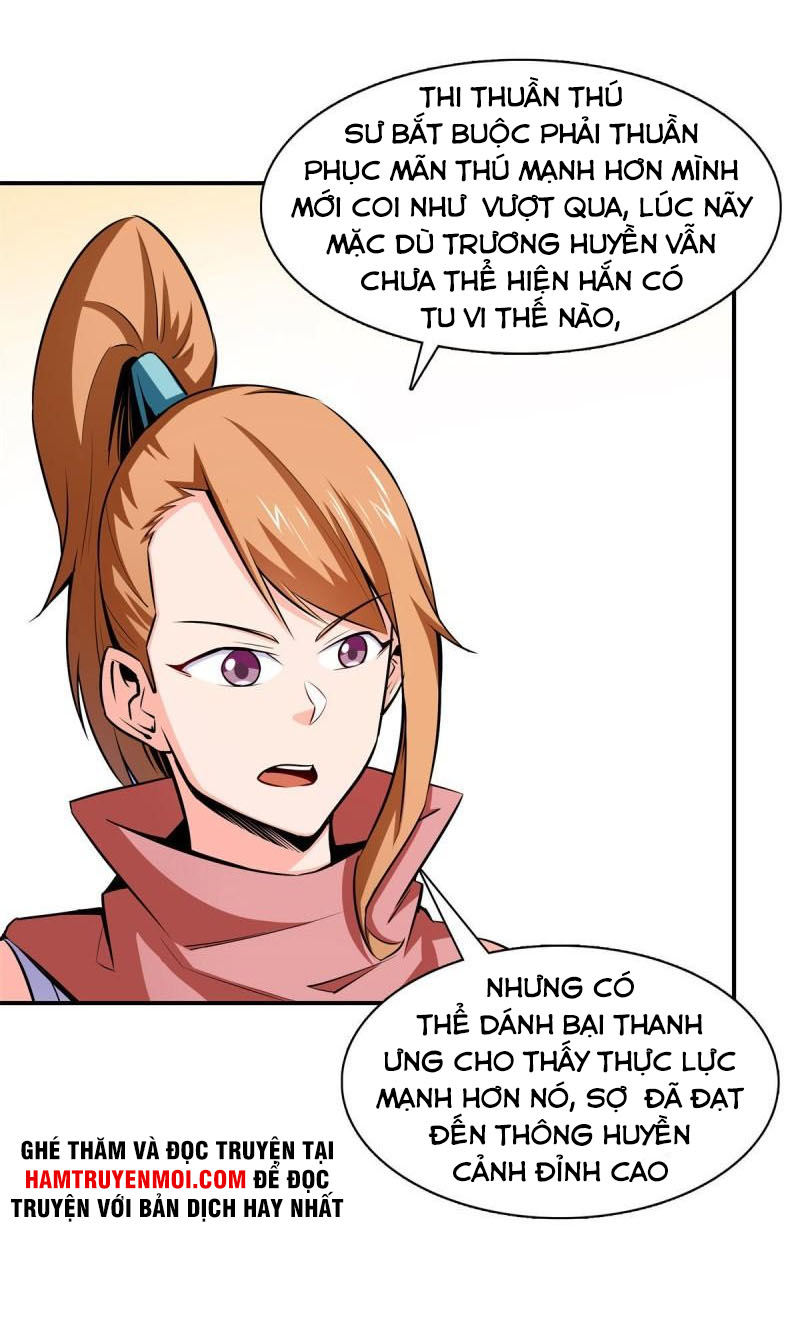 THI THUẦN THÚ
SƯ BẮT BUỘC PHẢI THUẦN
PHỤC MÃN THÚ MẠNH HƠN MÌNH
MỚI COI NHƯ VƯỢT QUA, LÚC NÃY
MẶC DÙ TRƯƠNG HUYỀN VẪN
CHƯA THỂ HIỆN HẮN CÓ
TU VI THẾ NÀO,
NHƯNG CÓ
THỂ DÁNH BẠI THANH
ƯNG CHO THẤY THỰC LỰC
MẠNH HƠN NÓ, SỢ ĐÃ ĐẠT
ĐẾN THÔNG HUYỀN
CẢNH ĐỈNH CAO
GHÉ THĂM VÀ ĐỌC TRUYỆN TẠI
HAMTRUYENMOI.COM ĐỂ ĐỌC
TRUYỆN VỚI BẢN DỊCH HAY NHẤT